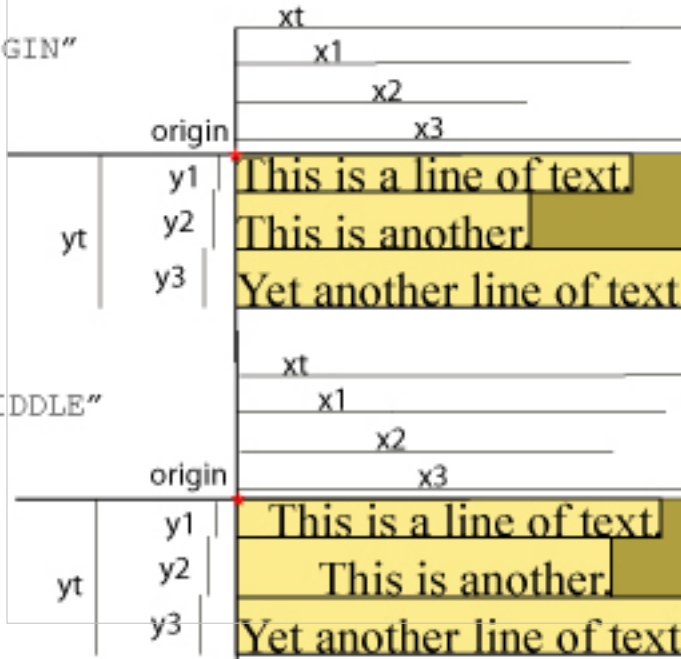 xt
GIN”
x1
x2
origin x3
y1 This is a line of text.
y2 This is another.
yt
y3 Yet another line of text
xt
IDDLE”
x1
x2
origin x3
y1 This is a line of text.
y2 This is another.
yt
y3 Yet another line of text